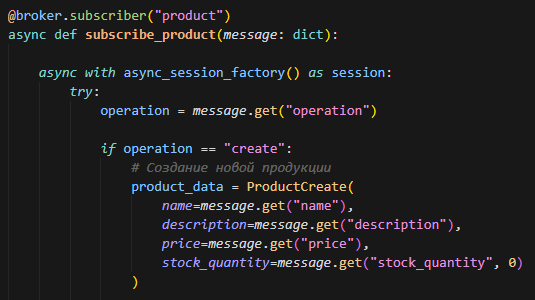 @broker.subscriber("product")
async def subscribe_product(message: dict):
async with async_session_factory() as session:
try:
operation = message.get("operation")
if operation == "create":
# Создание новой продукции
product_data = ProductCreate(
name=message.get("name"),
description=message.get("description"),
price=message.get("price"),
stock_quantity=message.get("stock_quantity", 0)
)